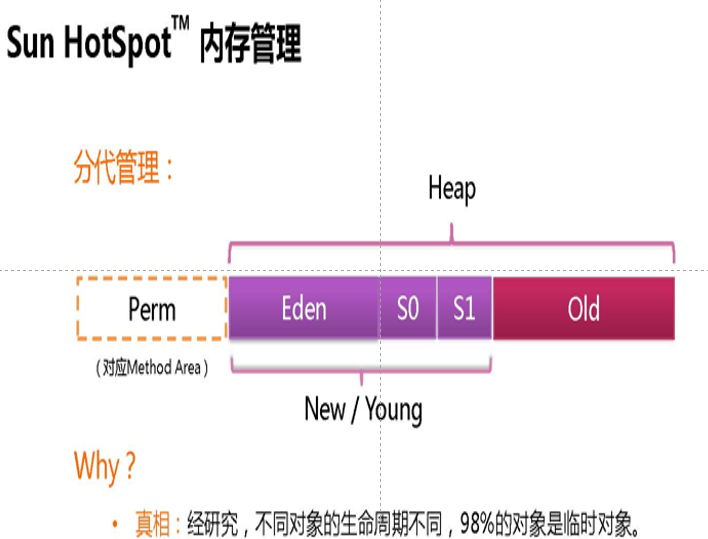 Sun HotSpot™ 内存管理
分代管理：
Heap
Perm Eden S0 S1 Old
（对应Method Area）
New / Young
Why？
• 真相：经研究，不同对象的生命周期不同，98%的对象是临时对象。